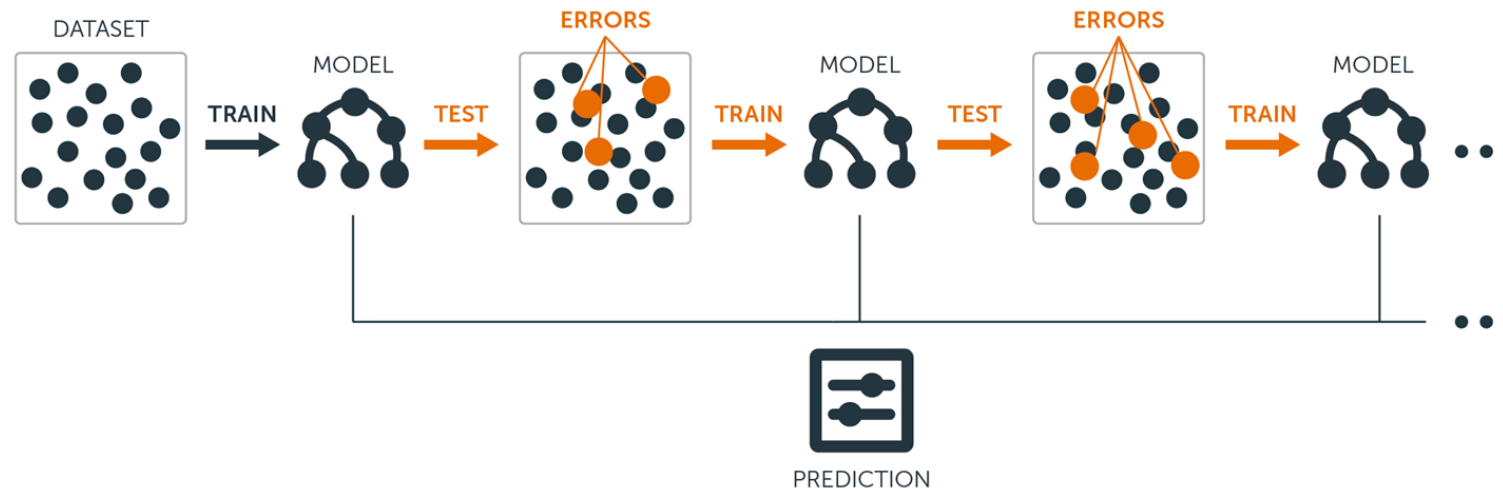 DATASET
TRAIN
MODEL
TEST
ERRORS
TRAIN
MODEL
TEST
ERRORS
TRAIN
MODEL
PREDICTION